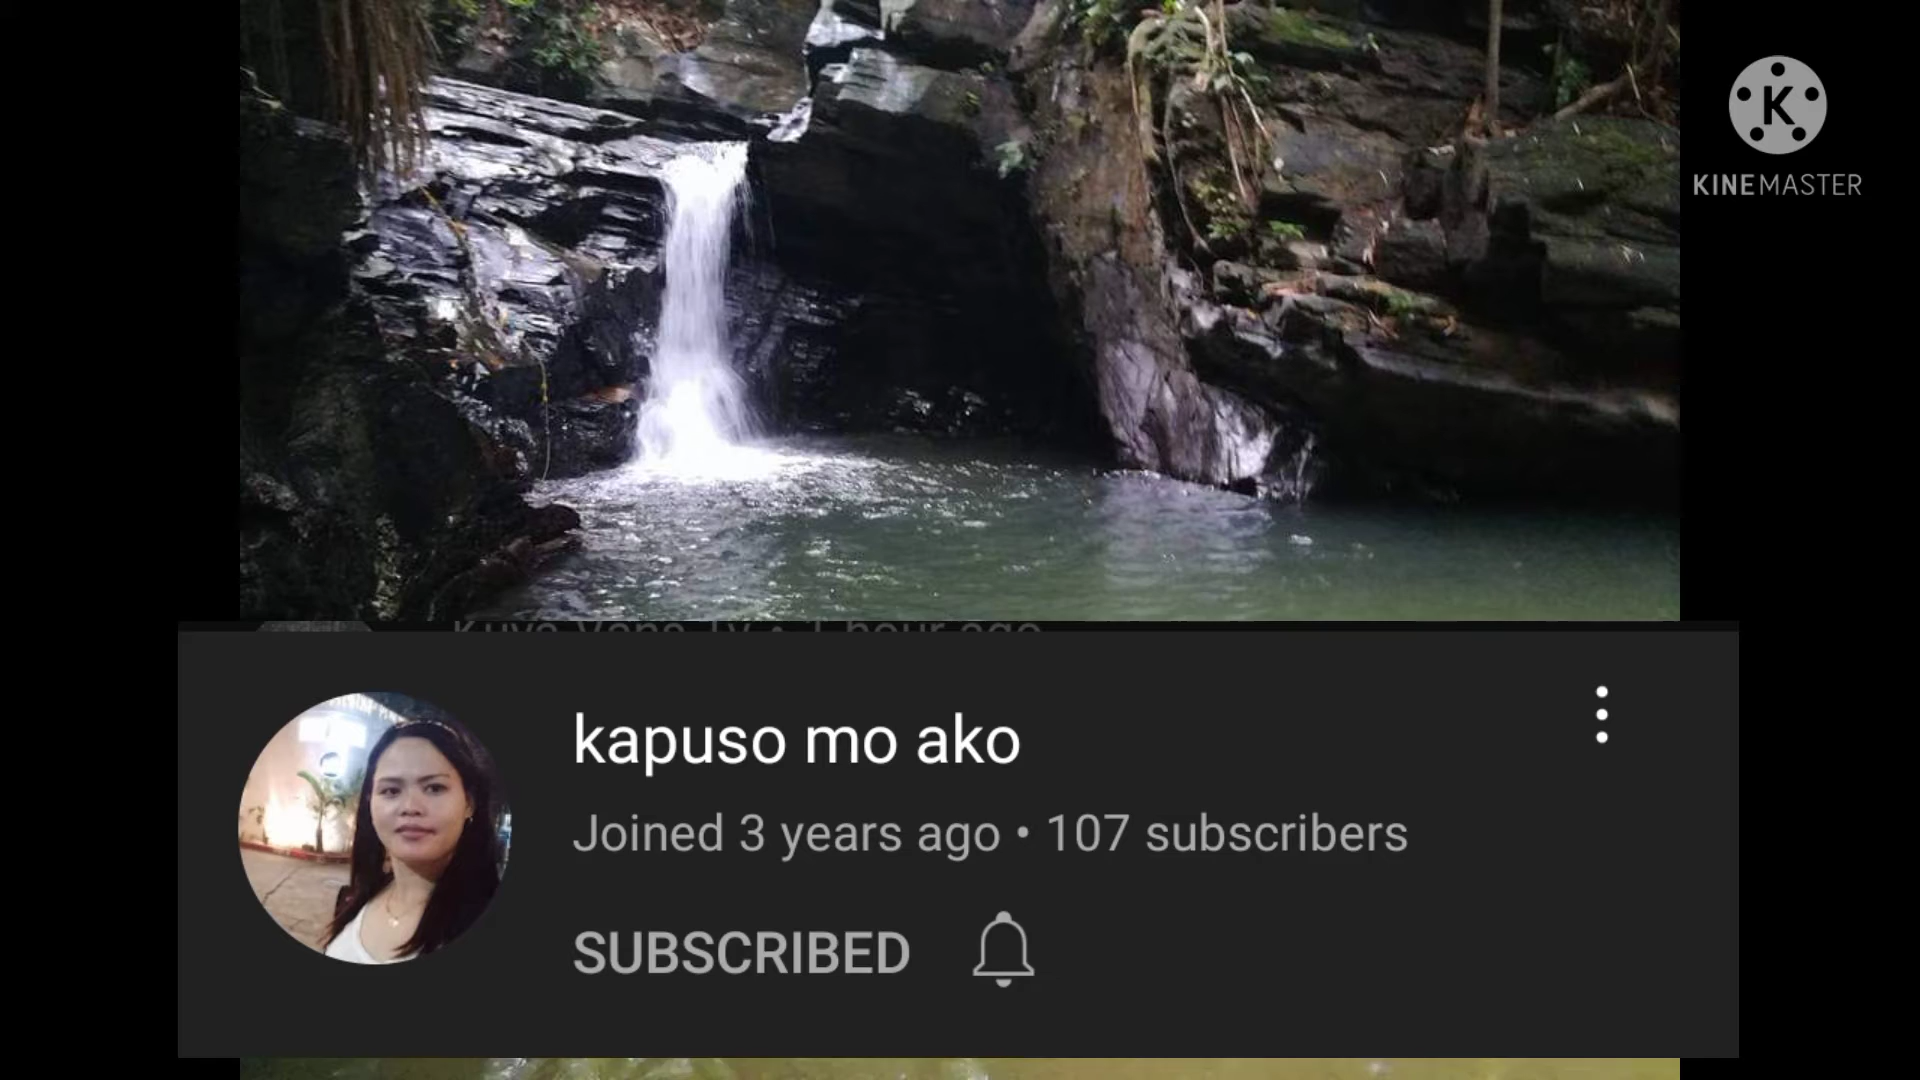 KINEMASTER
kapuso mo ako
Joined 3 years ago • 107 subscribers
SUBSCRIBED